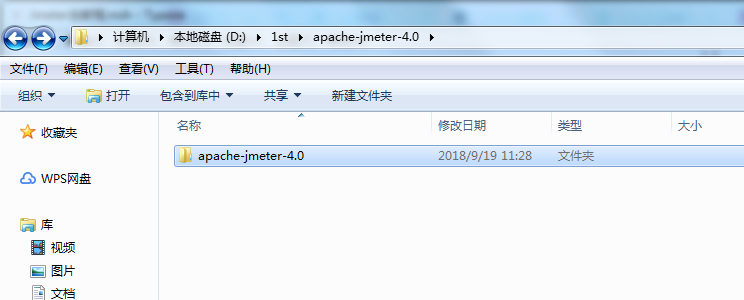 计算机 本地磁盘 (D:) 1st apache-jmeter-4.0
文件(F) 编辑(E) 查看(V) 工具(T) 帮助(H)
组织 打开 包含到库中 共享 新建文件夹
名称 修改日期 类型 大小
收藏夹
apache-jmeter-4.0 2018/9/19 11:28 文件夹
WPS网盘
库
视频
图片
文档